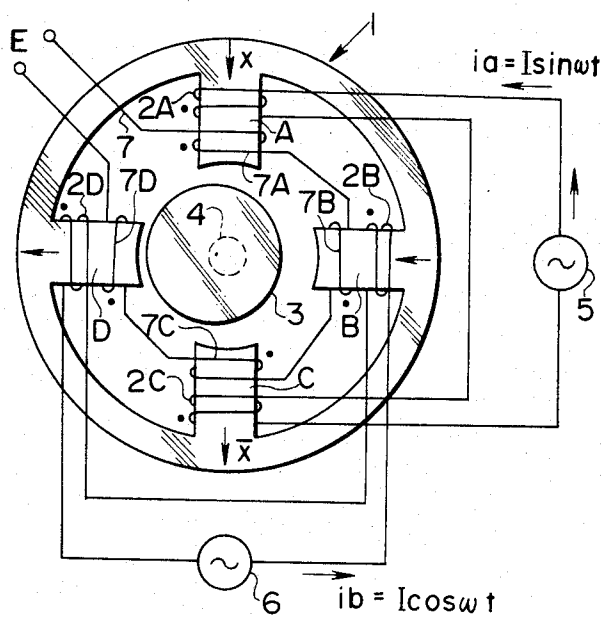 E
1
X
ia = Isinωt
2A
A
7
7D
2D
7A
2B
7B
4
5
D
3
B
7C
2C
C
X̅
6
ib = Icosωt